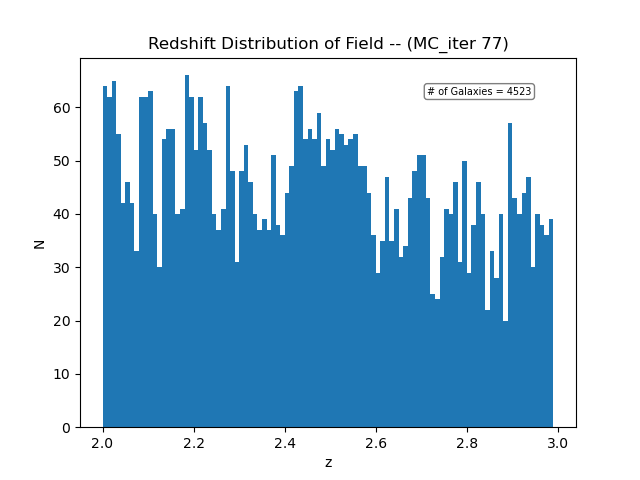 Redshift Distribution of Field -- (MC_iter 77)
# of Galaxies = 4523
60
50
40
30
20
10
0
N
2.0 2.2 2.4 2.6 2.8 3.0
z